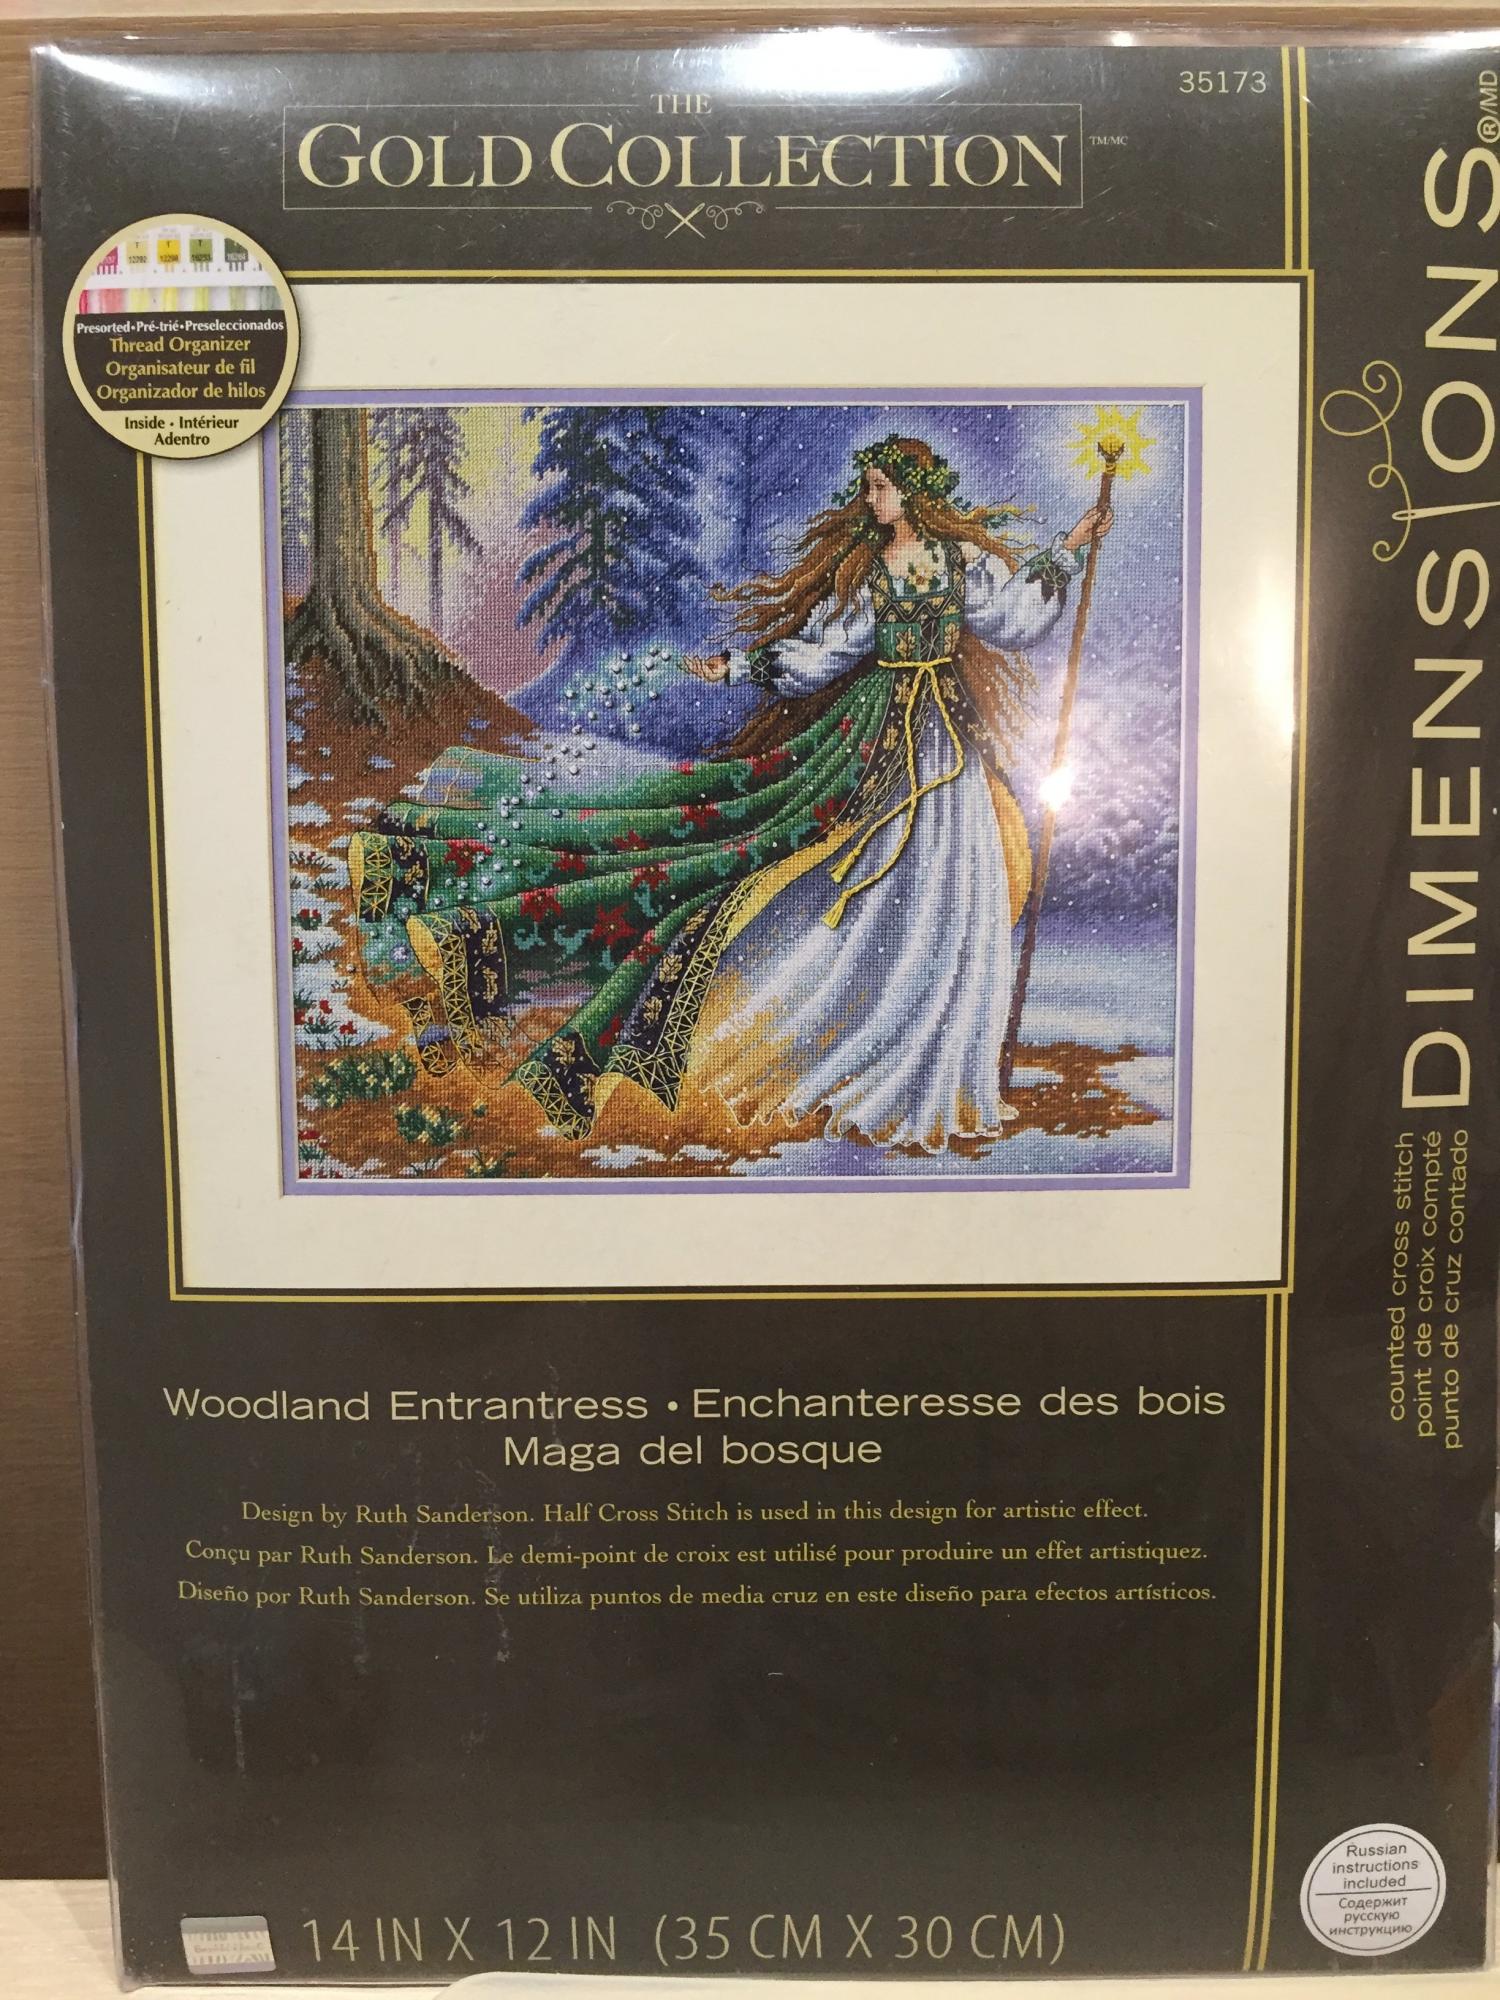 35173
THE
GOLD COLLECTION
TM/MC
T T T
12292 12298 16253 16264
Presorted•Pré-trié•Preseleccionados
Thread Organizer
Organisateur de fil
Organizador de hilos
Inside • Intérieur
Adentro
DIMENSIONS®/MD
counted cross stitch
point de croix compté
punto de cruz contado
Woodland Entrantress • Enchanteresse des bois
Maga del bosque
Design by Ruth Sanderson. Half Cross Stitch is used in this design for artistic effect.
Conçu par Ruth Sanderson. Le demi-point de croix est utilisé pour produire un effet artistiquez.
Diseño por Ruth Sanderson. Se utiliza puntos de media cruz en este diseño para efectos artísticos.
Russian
instructions
included
Содержит
русскую
инструкцию
14 IN X 12 IN (35 CM X 30 CM)